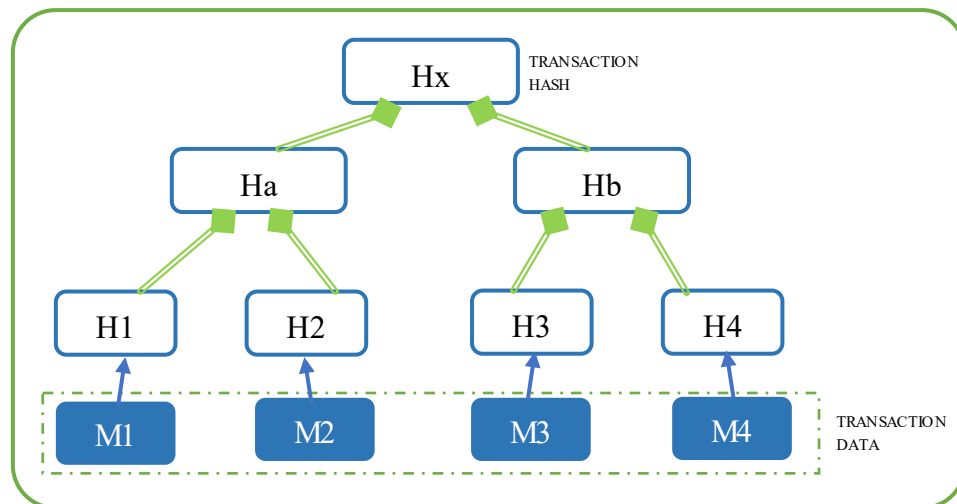 Hx
TRANSACTION
HASH
Ha
Hb
H1
H2
H3
H4
M1
M2
M3
M4
TRANSACTION
DATA